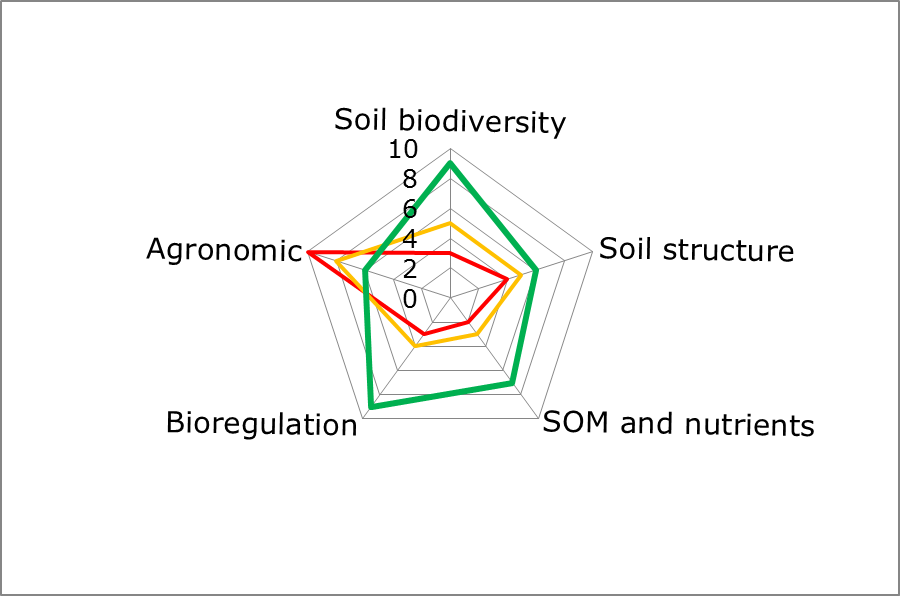 Soil biodiversity
10
8
6
4
2
0
Agronomic
Soil structure
Bioregulation
SOM and nutrients